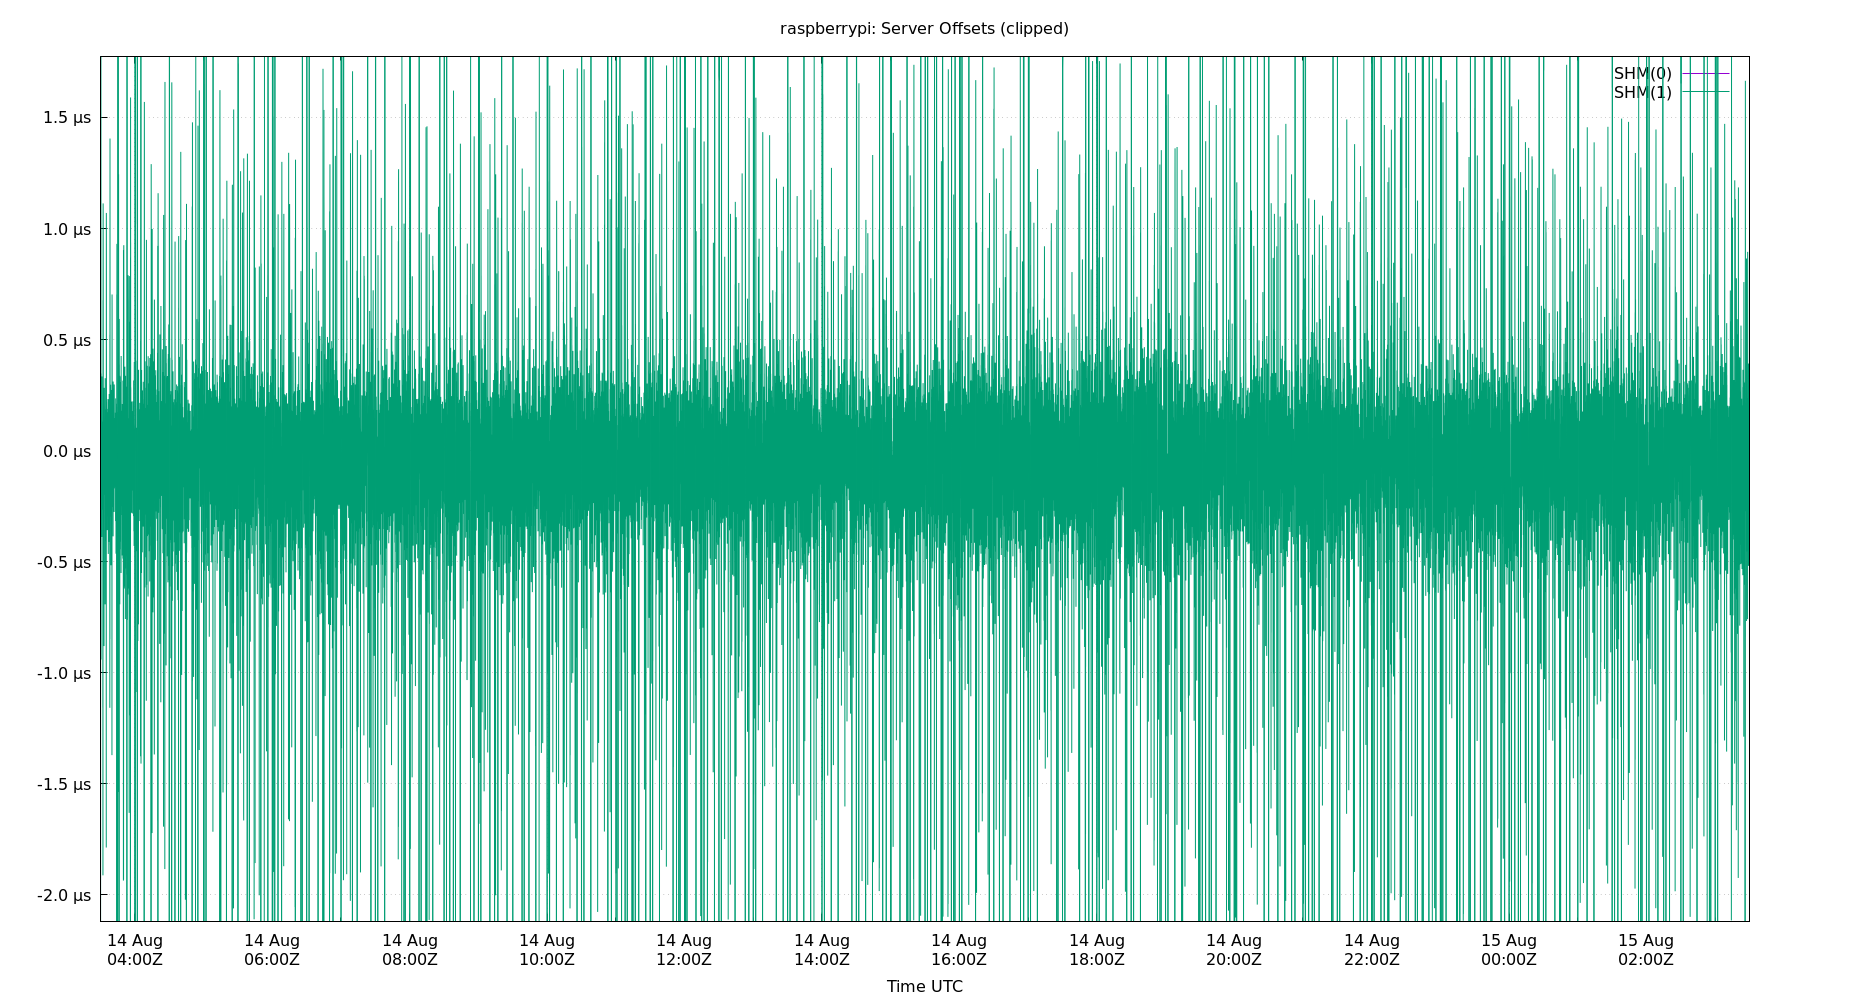 raspberrypi: Server Offsets (clipped)
SHM(0)
SHM(1)
1.5 µs
1.0 µs
0.5 µs
0.0 µs
-0.5 µs
-1.0 µs
-1.5 µs
-2.0 µs
14 Aug 14 Aug 14 Aug 14 Aug 14 Aug 14 Aug 14 Aug 14 Aug 14 Aug 14 Aug 15 Aug 15 Aug
04:00Z 06:00Z 08:00Z 10:00Z 12:00Z 14:00Z 16:00Z 18:00Z 20:00Z 22:00Z 00:00Z 02:00Z
Time UTC